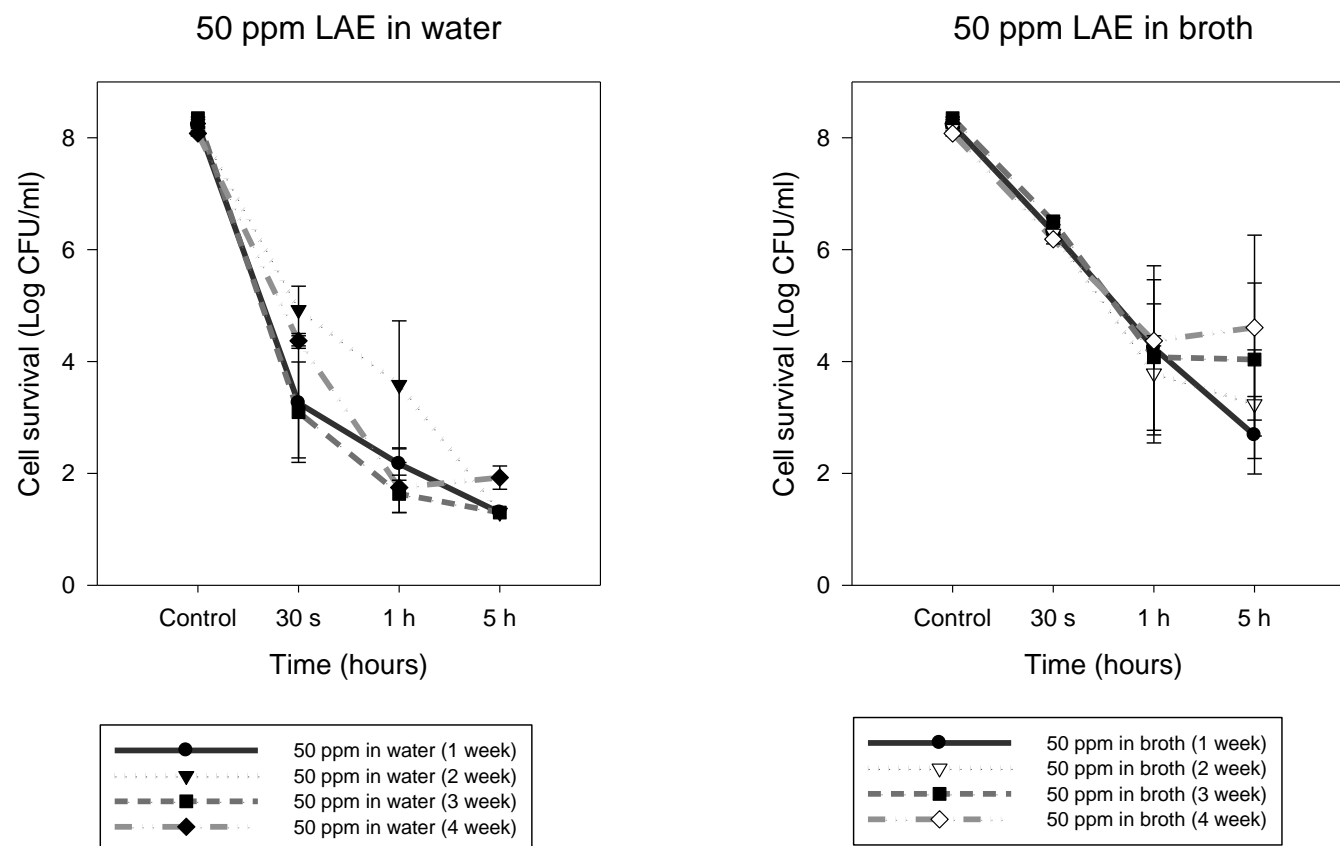 50 ppm LAE in water
Cell survival (Log CFU/ml)
8
6
4
2
0
Control 30 s 1 h 5 h
Time (hours)
50 ppm in water (1 week)
50 ppm in water (2 week)
50 ppm in water (3 week)
50 ppm in water (4 week)
50 ppm LAE in broth
Cell survival (Log CFU/ml)
8
6
4
2
0
Control 30 s 1 h 5 h
Time (hours)
50 ppm in broth (1 week)
50 ppm in broth (2 week)
50 ppm in broth (3 week)
50 ppm in broth (4 week)